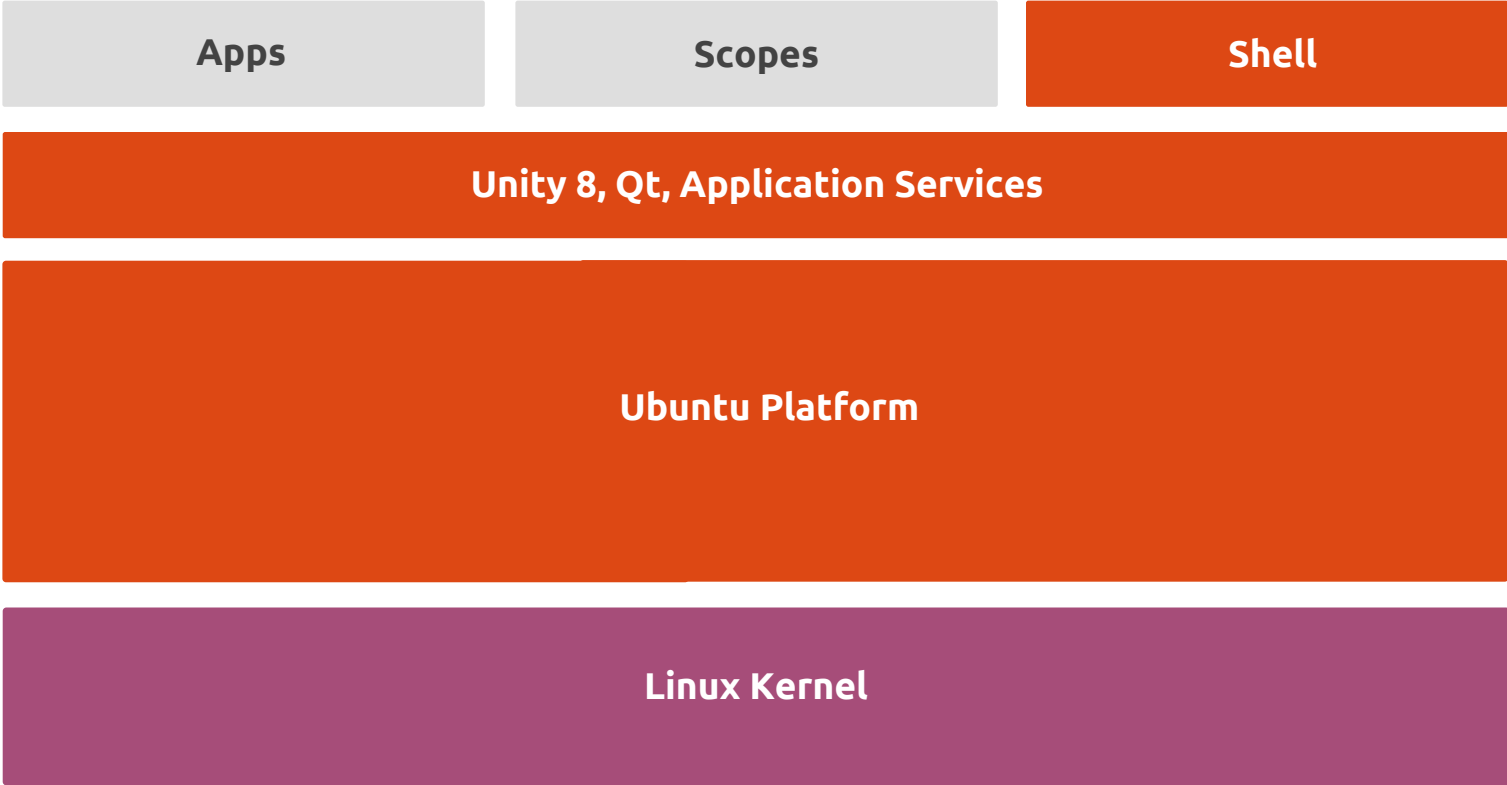 Apps
Scopes
Shell
Unity 8, Qt, Application Services
Ubuntu Platform
Linux Kernel